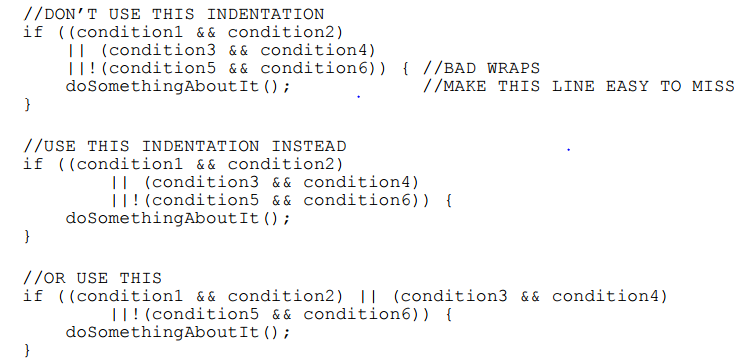 //DON’T USE THIS INDENTATION
if ((condition1 && condition2)
    || (condition3 && condition4)
    ||!(condition5 && condition6)) { //BAD WRAPS
    doSomethingAboutIt();            //MAKE THIS LINE EASY TO MISS
}
//USE THIS INDENTATION INSTEAD
if ((condition1 && condition2)
        || (condition3 && condition4)
        ||!(condition5 && condition6)) {
    doSomethingAboutIt();
}
//OR USE THIS
if ((condition1 && condition2) || (condition3 && condition4)
        ||!(condition5 && condition6)) {
    doSomethingAboutIt();
}